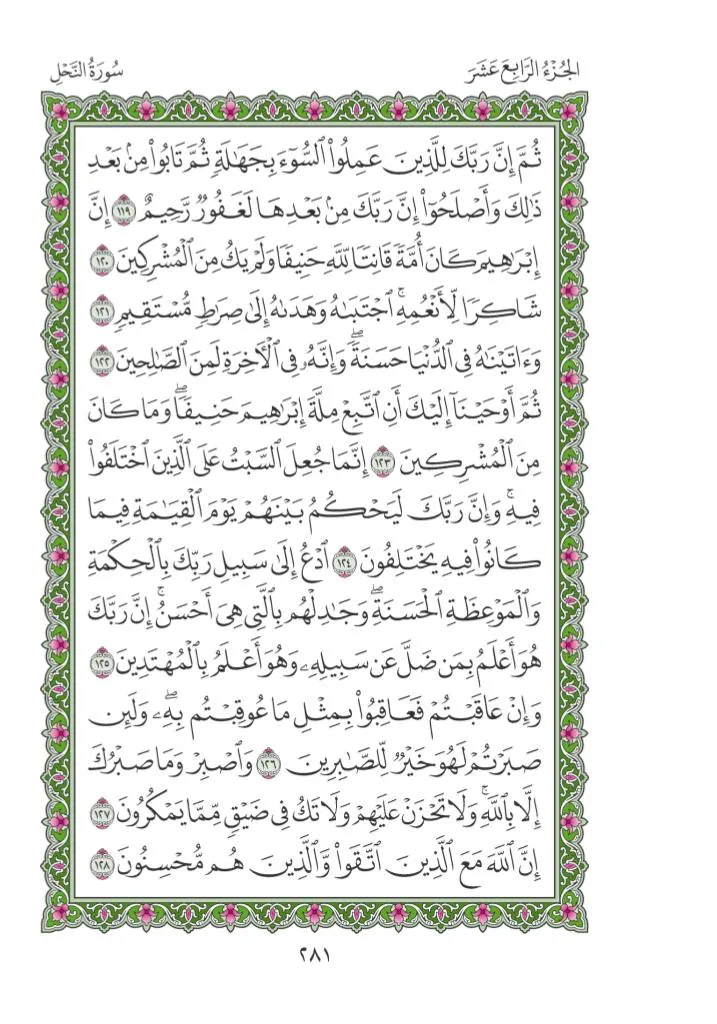 الجُزْءُ الرَّابِعَ عَشَرَ
سُورَةُ النَّحْلِ
ثُمَّ إِنَّ رَبَّكَ لِلَّذِينَ عَمِلُوا۟ ٱلسُّوٓءَ بِجَهَٰلَةٍ ثُمَّ تَابُوا۟ مِنۢ بَعْدِ
ذَٰلِكَ وَأَصْلَحُوٓا۟ إِنَّ رَبَّكَ مِنۢ بَعْدِهَا لَغَفُورٌ رَّحِيمٌ ١١٩ إِنَّ
إِبْرَٰهِيمَ كَانَ أُمَّةً قَانِتًا لِّلَّهِ حَنِيفًا وَلَمْ يَكُ مِنَ ٱلْمُشْرِكِينَ ١٢٠
شَاكِرًا لِّأَنْعُمِهِۚ ٱجْتَبَىٰهُ وَهَدَىٰهُ إِلَىٰ صِرَٰطٍ مُّسْتَقِيمٍ ١٢١
وَءَاتَيْنَٰهُ فِى ٱلدُّنْيَا حَسَنَةًۖ وَإِنَّهُۥ فِى ٱلْءَاخِرَةِ لَمِنَ ٱلصَّٰلِحِينَ ١٢٢
ثُمَّ أَوْحَيْنَآ إِلَيْكَ أَنِ ٱتَّبِعْ مِلَّةَ إِبْرَٰهِيمَ حَنِيفًاۖ وَمَا كَانَ
مِنَ ٱلْمُشْرِكِينَ ١٢٣ إِنَّمَا جُعِلَ ٱلسَّبْتُ عَلَى ٱلَّذِينَ ٱخْتَلَفُوا۟
فِيهِۚ وَإِنَّ رَبَّكَ لَيَحْكُمُ بَيْنَهُمْ يَوْمَ ٱلْقِيَٰمَةِ فِيمَا
كَانُوا۟ فِيهِ يَخْتَلِفُونَ ١٢٤ ٱدْعُ إِلَىٰ سَبِيلِ رَبِّكَ بِٱلْحِكْمَةِ
وَٱلْمَوْعِظَةِ ٱلْحَسَنَةِۖ وَجَٰدِلْهُم بِٱلَّتِى هِىَ أَحْسَنُۚ إِنَّ رَبَّكَ
هُوَ أَعْلَمُ بِمَن ضَلَّ عَن سَبِيلِهِۦ وَهُوَ أَعْلَمُ بِٱلْمُهْتَدِينَ ١٢٥
وَإِنْ عَاقَبْتُمْ فَعَاقِبُوا۟ بِمِثْلِ مَا عُوقِبْتُم بِهِۦۖ وَلَئِن
صَبَرْتُمْ لَهُوَ خَيْرٌ لِّلصَّٰبِرِينَ ١٢٦ وَٱصْبِرْ وَمَا صَبْرُكَ
إِلَّا بِٱللَّهِۚ وَلَا تَحْزَنْ عَلَيْهِمْ وَلَا تَكُ فِى ضَيْقٍ مِّمَّا يَمْكُرُونَ ١٢٧
إِنَّ ٱللَّهَ مَعَ ٱلَّذِينَ ٱتَّقَوا۟ وَّٱلَّذِينَ هُم مُّحْسِنُونَ ١٢٨
٢٨١